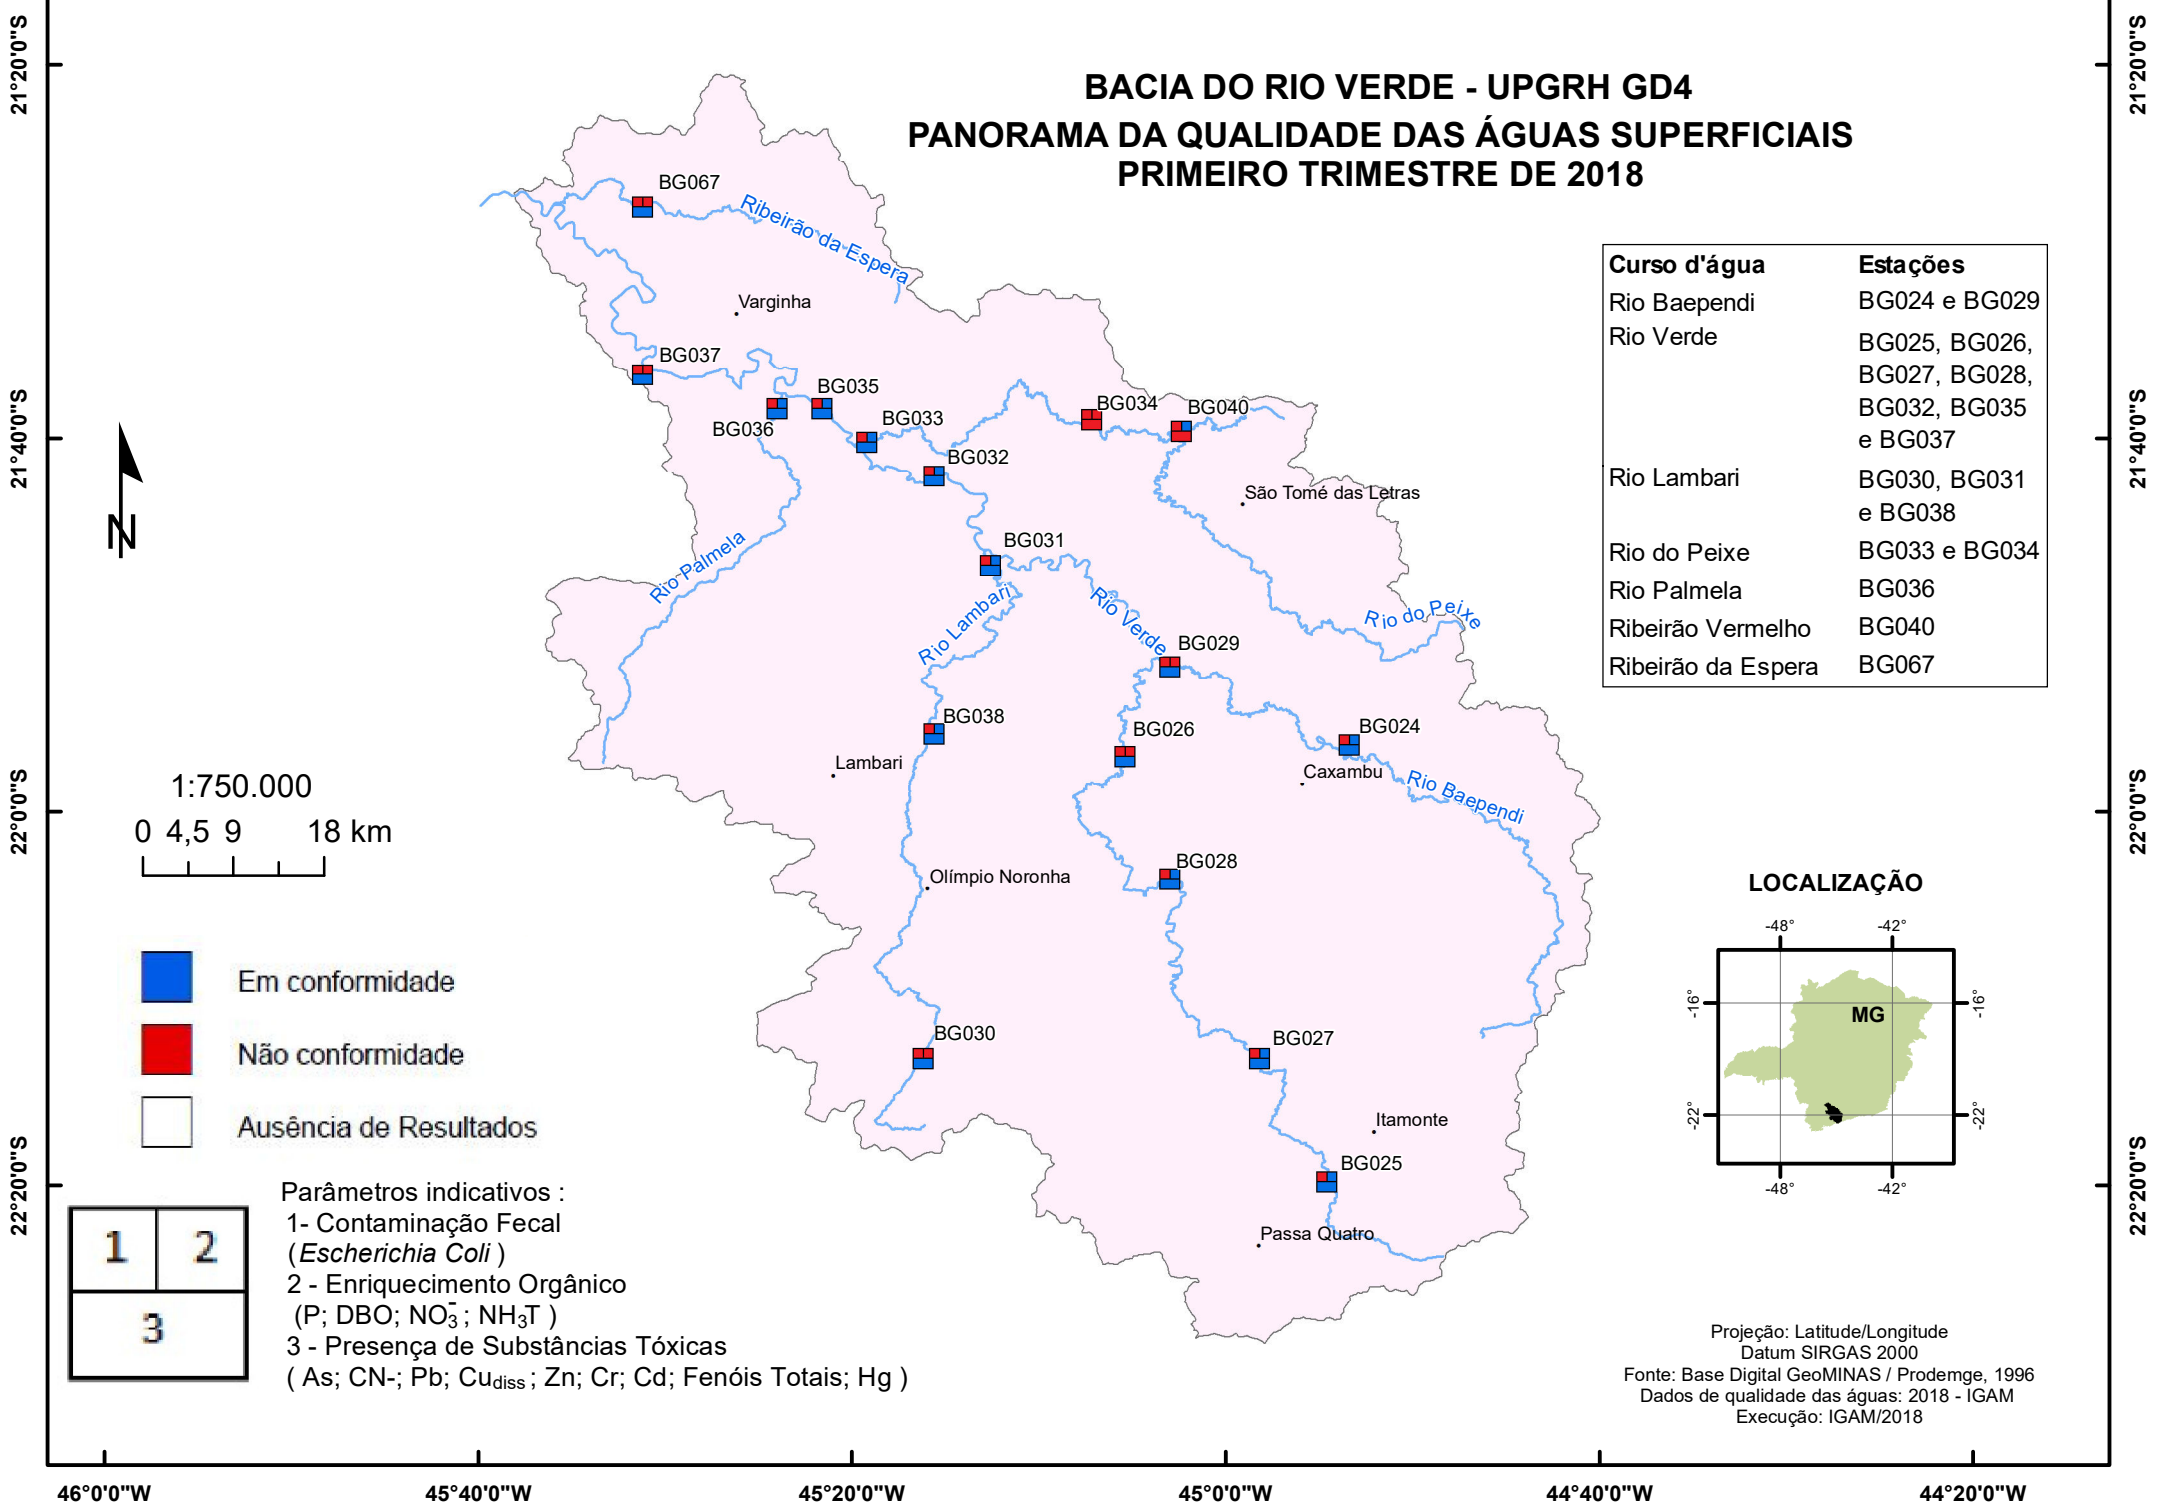 BACIA DO RIO VERDE - UPGRH GD4
PANORAMA DA QUALIDADE DAS ÁGUAS SUPERFICIAIS
PRIMEIRO TRIMESTRE DE 2018
21°20'0"S
21°20'0"S
21°40'0"S
21°40'0"S
22°0'0"S
22°0'0"S
22°20'0"S
22°20'0"S
Curso d'água Estações
Rio Baependi BG024 e BG029
Rio Verde BG025, BG026,
BG027, BG028,
BG032, BG035
e BG037
Rio Lambari BG030, BG031
e BG038
Rio do Peixe BG033 e BG034
Rio Palmela BG036
Ribeirão Vermelho BG040
Ribeirão da Espera BG067
BG067
Ribeirão da Espera
Varginha
BG037
BG035
BG036
BG033
BG034
BG040
BG032
São Tomé das Letras
BG031
Rio Palmela
Rio Lambari
Rio Verde
Rio do Peixe
BG029
BG038
BG026
BG024
Lambari
Caxambu
Rio Baependi
BG028
Olímpio Noronha
BG030
BG027
Itamonte
BG025
Passa Quatro
N
1:750.000
0 4,5 9 18 km
Em conformidade
Não conformidade
Ausência de Resultados
1 2
3
Parâmetros indicativos :
1- Contaminação Fecal
(Escherichia Coli )
2 - Enriquecimento Orgânico
(P; DBO; NO₃⁻ ; NH₃T )
3 - Presença de Substâncias Tóxicas
( As; CN-; Pb; Cudiss ; Zn; Cr; Cd; Fenóis Totais; Hg )
LOCALIZAÇÃO
-48° -42°
-16° -16°
MG
-22° -22°
-48° -42°
Projeção: Latitude/Longitude
Datum SIRGAS 2000
Fonte: Base Digital GeoMINAS / Prodemge, 1996
Dados de qualidade das águas: 2018 - IGAM
Execução: IGAM/2018
46°0'0"W 45°40'0"W 45°20'0"W 45°0'0"W 44°40'0"W 44°20'0"W